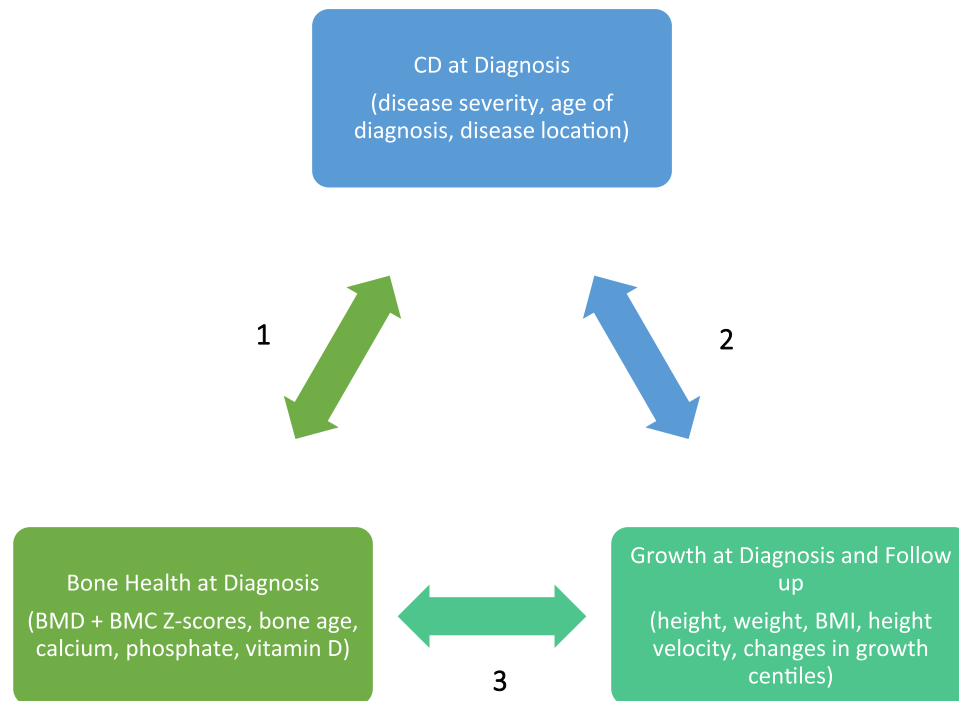 CD at Diagnosis
(disease severity, age of
diagnosis, disease location)
1
2
Bone Health at Diagnosis
(BMD + BMC Z-scores, bone age,
calcium, phosphate, vitamin D)
Growth at Diagnosis and Follow
up
(height, weight, BMI, height
velocity, changes in growth
centiles)
3